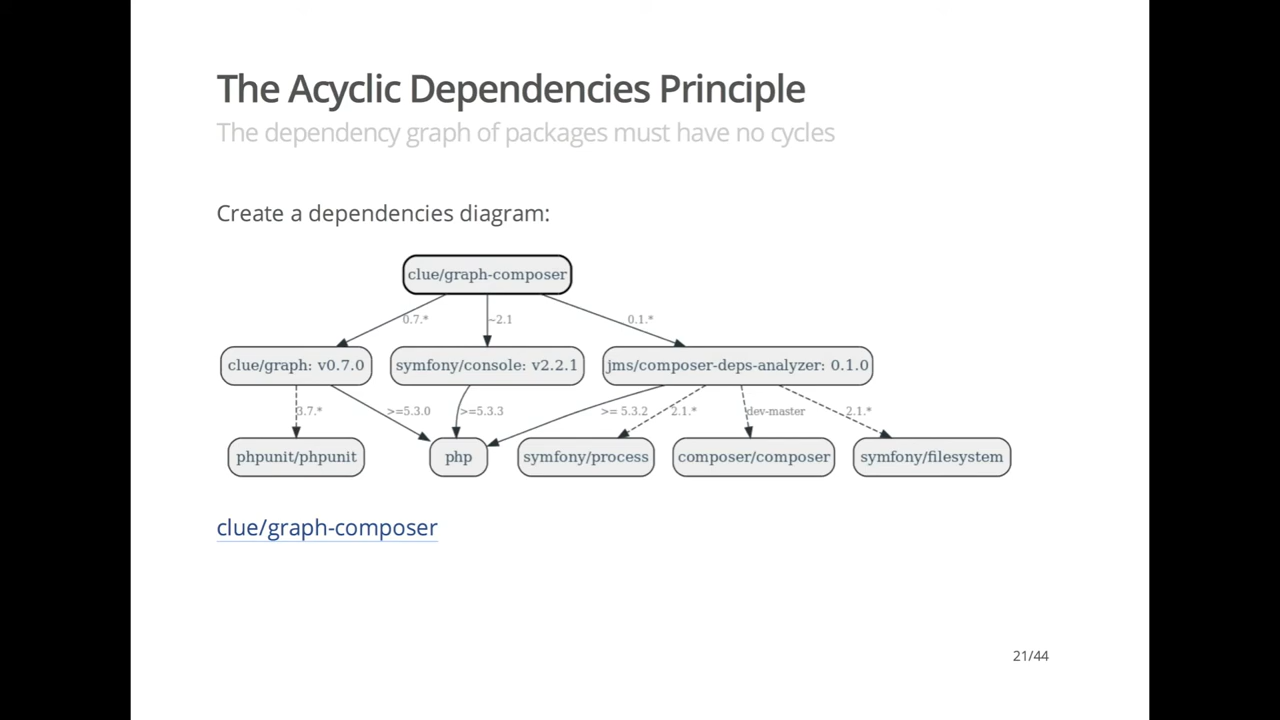 The Acyclic Dependencies Principle
The dependency graph of packages must have no cycles
Create a dependencies diagram:
clue/graph-composer
0.7.* ~2.1 0.1.*
clue/graph: v0.7.0 symfony/console: v2.2.1 jms/composer-deps-analyzer: 0.1.0
3.7.* >=5.3.0 >=5.3.3 >= 5.3.2 2.1.* dev-master 2.1.*
phpunit/phpunit php symfony/process composer/composer symfony/filesystem
clue/graph-composer
21/44